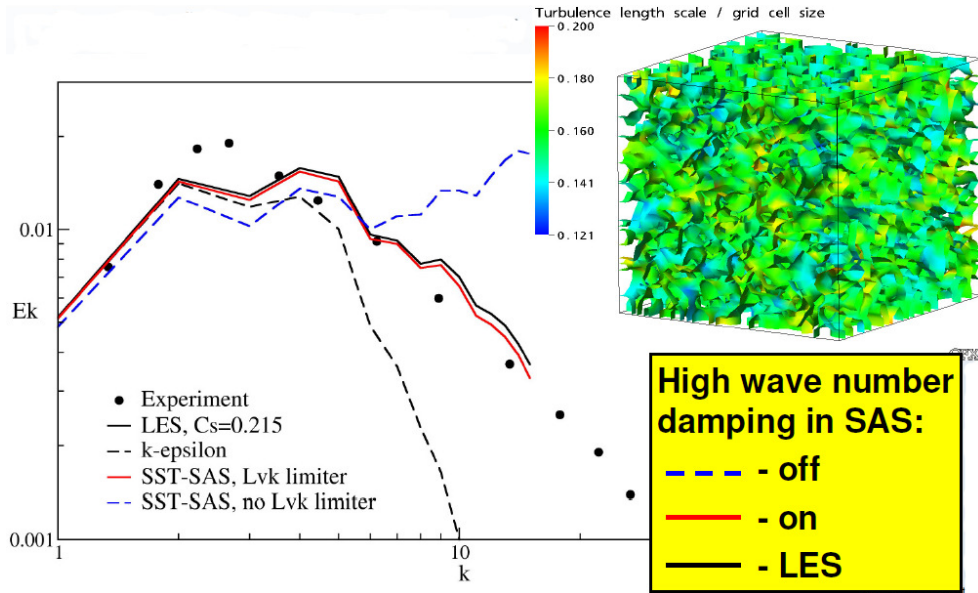 Turbulence length scale / grid cell size
0.200
0.180
0.160
0.141
0.121
0.01
Ek
0.001
1
10
k
Experiment
LES, Cs=0.215
k-epsilon
SST-SAS, Lvk limiter
SST-SAS, no Lvk limiter
High wave number
damping in SAS:
- off
- on
- LES